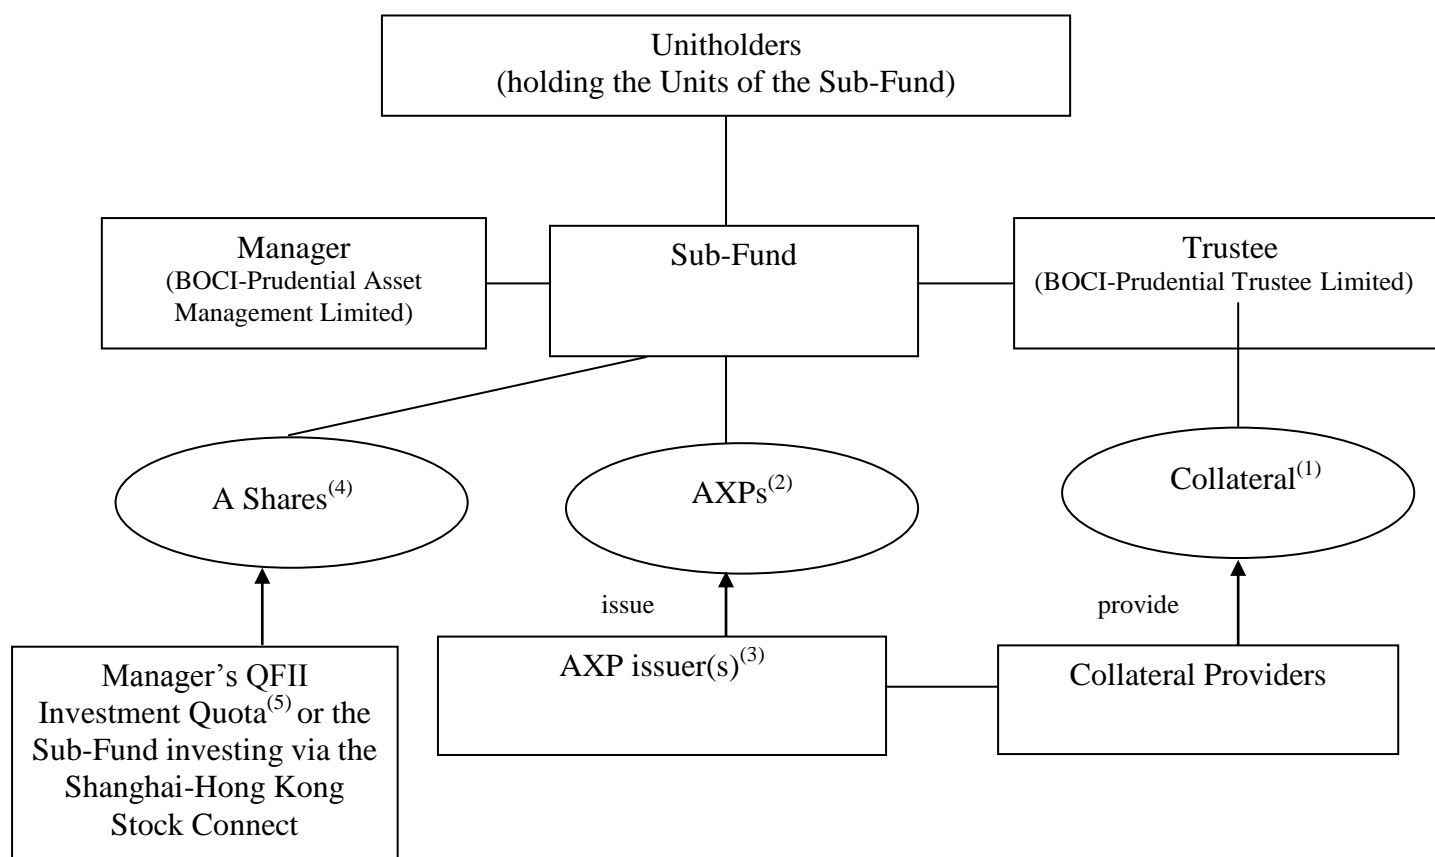 Unitholders
(holding the Units of the Sub-Fund)
Manager
(BOCI-Prudential Asset
Management Limited)
Sub-Fund
Trustee
(BOCI-Prudential Trustee Limited)
A Shares(4)
AXPs(2)
Collateral(1)
issue
provide
Manager’s QFII
Investment Quota(5) or the
Sub-Fund investing via the
Shanghai-Hong Kong
Stock Connect
AXP issuer(s)(3)
Collateral Providers